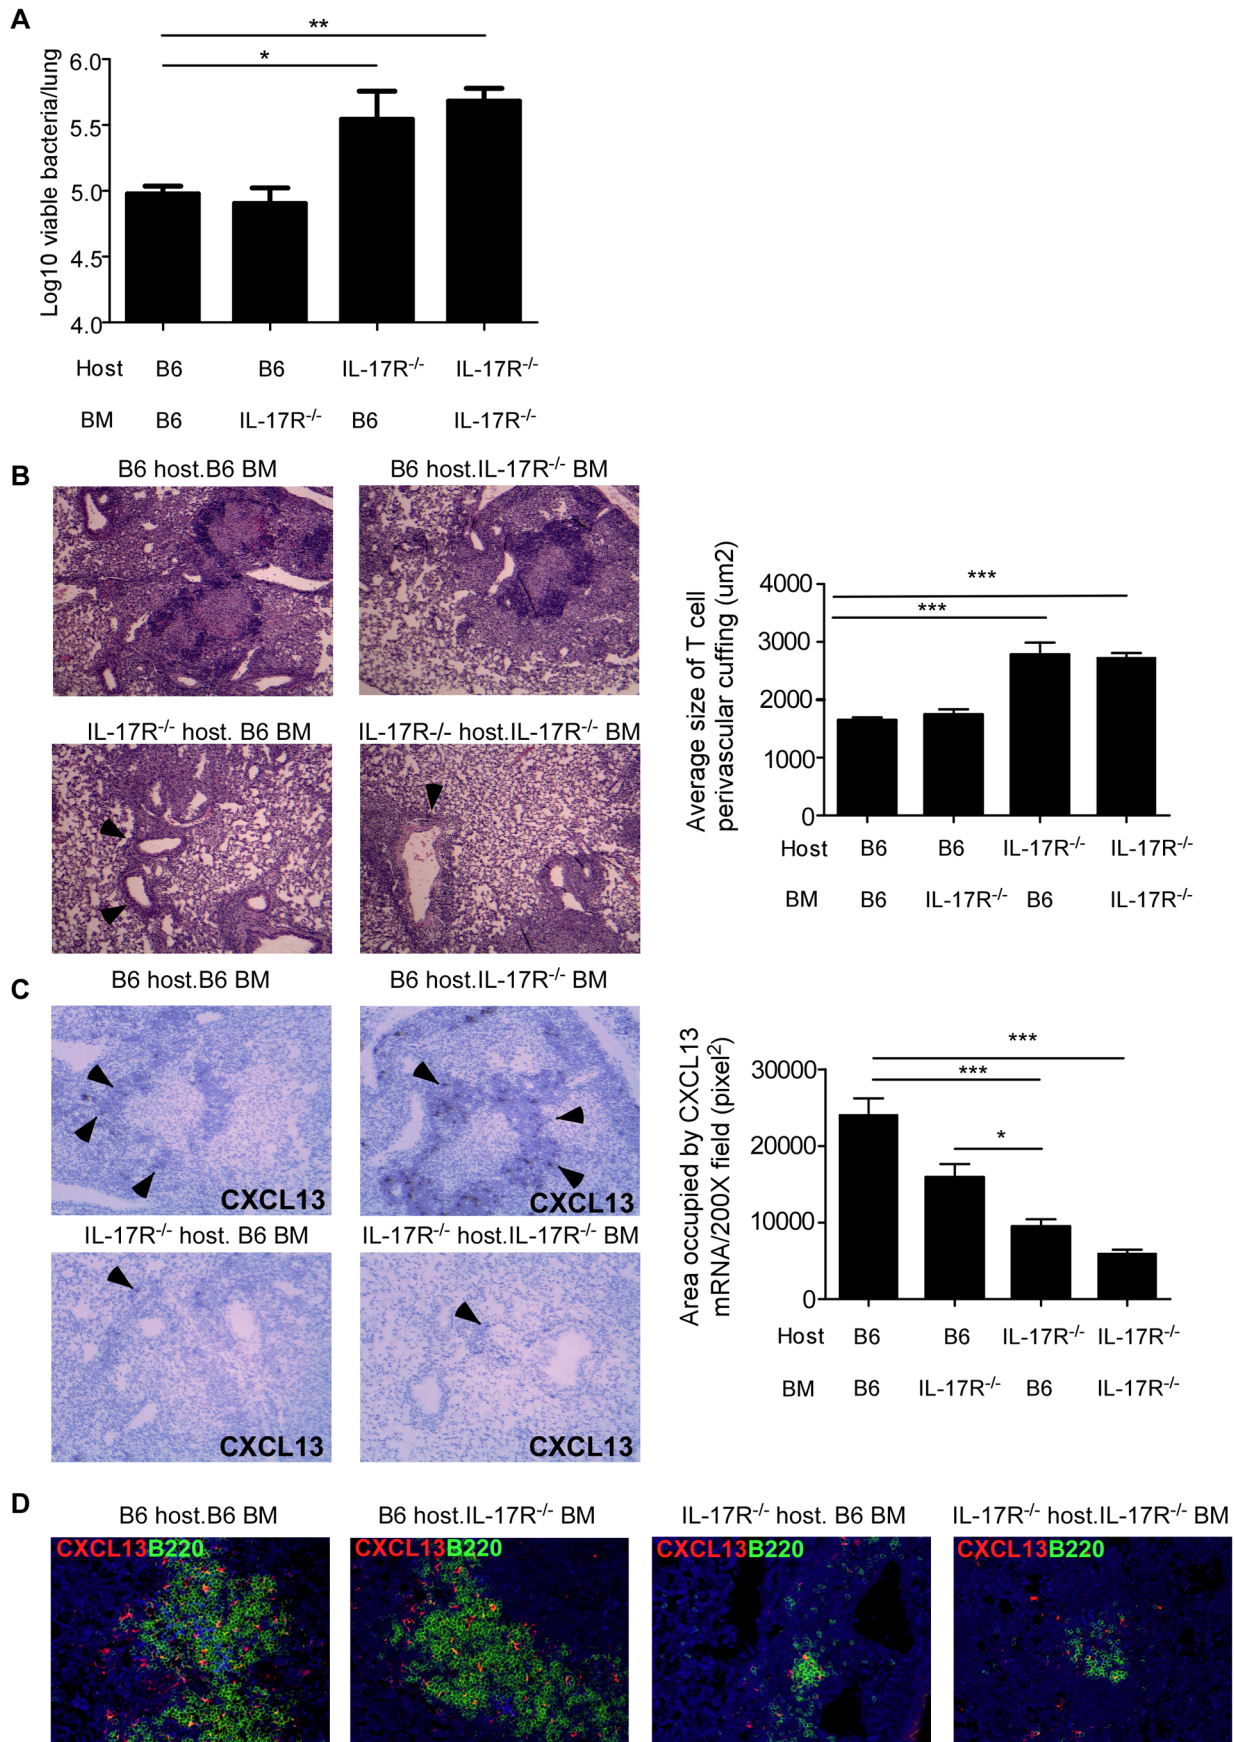 A
**
*
Log10 viable bacteria/lung
6.0
5.5
5.0
4.5
4.0
Host B6 B6 IL-17R-/- IL-17R-/-
BM B6 IL-17R-/- B6 IL-17R-/-
B
B6 host.B6 BM
B6 host.IL-17R-/- BM
IL-17R-/- host. B6 BM
IL-17R-/- host.IL-17R-/- BM
Average size of T cell
perivascular cuffing (um2)
4000
3000
2000
1000
0
***
***
Host B6 B6 IL-17R-/- IL-17R-/-
BM B6 IL-17R-/- B6 IL-17R-/-
C
B6 host.B6 BM
B6 host.IL-17R-/- BM
CXCL13
CXCL13
IL-17R-/- host. B6 BM
IL-17R-/- host.IL-17R-/- BM
CXCL13
CXCL13
Area occupied by CXCL13
mRNA/200X field (pixel2)
30000
20000
10000
0
***
***
*
Host B6 B6 IL-17R-/- IL-17R-/-
BM B6 IL-17R-/- B6 IL-17R-/-
D
B6 host.B6 BM
B6 host.IL-17R-/- BM
IL-17R-/- host. B6 BM
IL-17R-/- host.IL-17R-/- BM
CXCL13B220
CXCL13B220
CXCL13B220
CXCL13B220